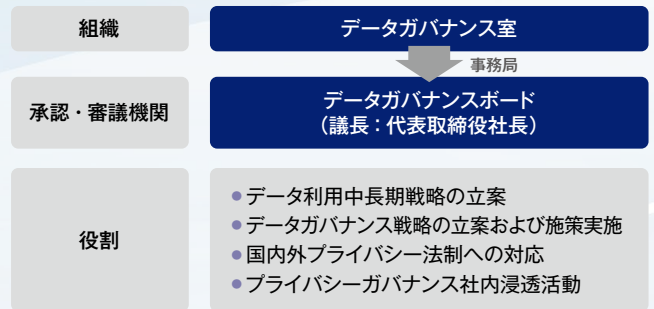 組織
データガバナンス室
事務局
承認・審議機関
データガバナンスボード
（議長：代表取締役社長）
役割
●データ利用中長期戦略の立案
●データガバナンス戦略の立案および施策実施
●国内外プライバシー法制への対応
●プライバシーガバナンス社内浸透活動